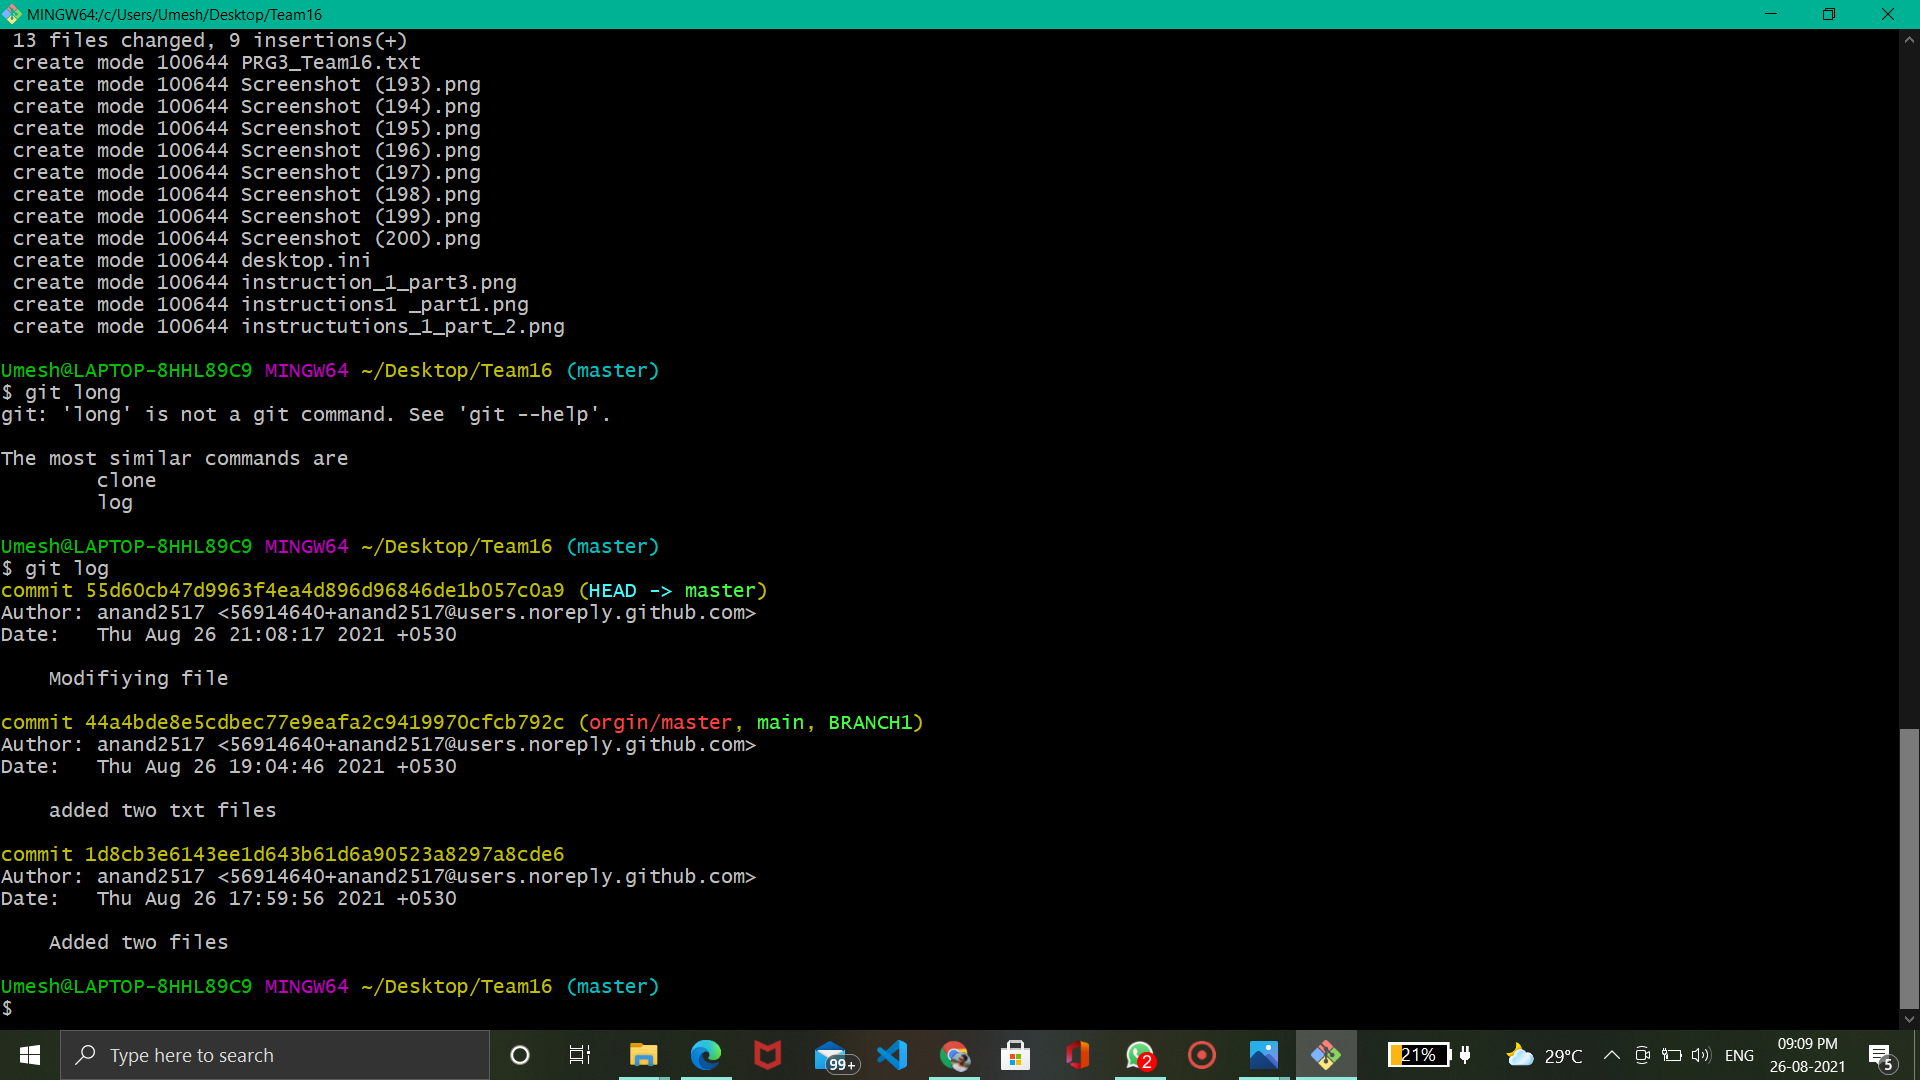 MINGW64:/c/Users/Umesh/Desktop/Team16
13 files changed, 9 insertions(+)
create mode 100644 PRG3_Team16.txt
create mode 100644 Screenshot (193).png
create mode 100644 Screenshot (194).png
create mode 100644 Screenshot (195).png
create mode 100644 Screenshot (196).png
create mode 100644 Screenshot (197).png
create mode 100644 Screenshot (198).png
create mode 100644 Screenshot (199).png
create mode 100644 Screenshot (200).png
create mode 100644 desktop.ini
create mode 100644 instruction_1_part3.png
create mode 100644 instructions1 _part1.png
create mode 100644 instructutions_1_part_2.png
Umesh@LAPTOP-8HHL89C9 MINGW64 ~/Desktop/Team16 (master)
$ git long
git: 'long' is not a git command. See 'git --help'.
The most similar commands are
clone
log
Umesh@LAPTOP-8HHL89C9 MINGW64 ~/Desktop/Team16 (master)
$ git log
commit 55d60cb47d9963f4ea4d896d96846de1b057c0a9 (HEAD -> master)
Author: anand2517 <56914640+anand2517@users.noreply.github.com>
Date:   Thu Aug 26 21:08:17 2021 +0530
Modifiying file
commit 44a4bde8e5cdbec77e9eafa2c9419970cfcb792c (orgin/master, main, BRANCH1)
Author: anand2517 <56914640+anand2517@users.noreply.github.com>
Date:   Thu Aug 26 19:04:46 2021 +0530
added two txt files
commit 1d8cb3e6143ee1d643b61d6a90523a8297a8cde6
Author: anand2517 <56914640+anand2517@users.noreply.github.com>
Date:   Thu Aug 26 17:59:56 2021 +0530
Added two files
Umesh@LAPTOP-8HHL89C9 MINGW64 ~/Desktop/Team16 (master)
$
Type here to search
99+
2
21%
29°C
ENG
09:09 PM
26-08-2021
5